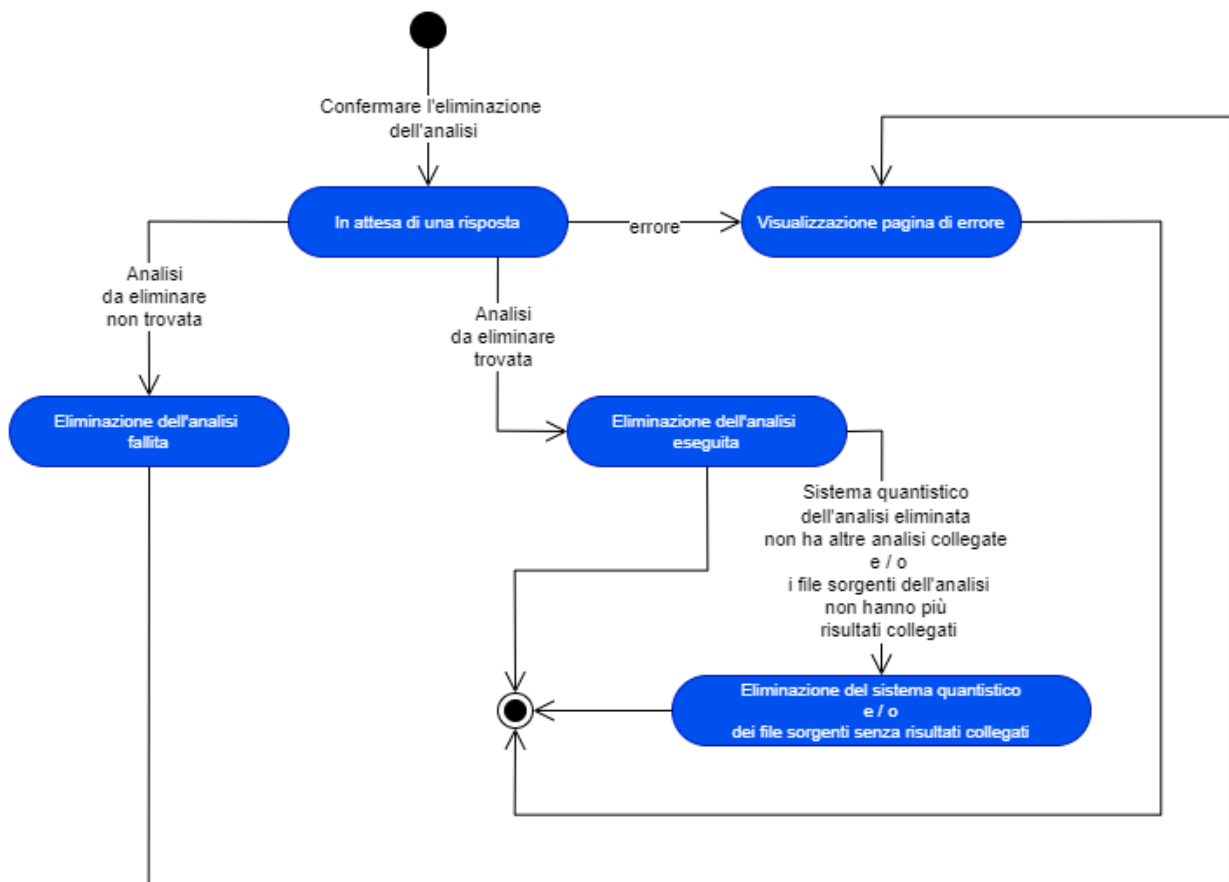 Confermare l'eliminazione
dell'analisi
In attesa di una risposta
errore
Visualizzazione pagina di errore
Analisi
da eliminare
non trovata
Analisi
da eliminare
trovata
Eliminazione dell'analisi
fallita
Eliminazione dell'analisi
eseguita
Sistema quantistico
dell'analisi eliminata
non ha altre analisi collegate
e / o
i file sorgenti dell'analisi
non hanno più
risultati collegati
Eliminazione del sistema quantistico
e / o
dei file sorgenti senza risultati collegati